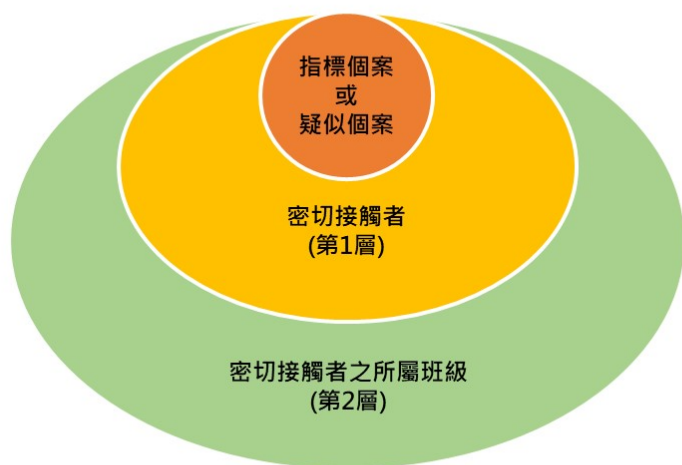 指標個案
或
疑似個案
密切接觸者
(第1層)
密切接觸者之所屬班級
(第2層)